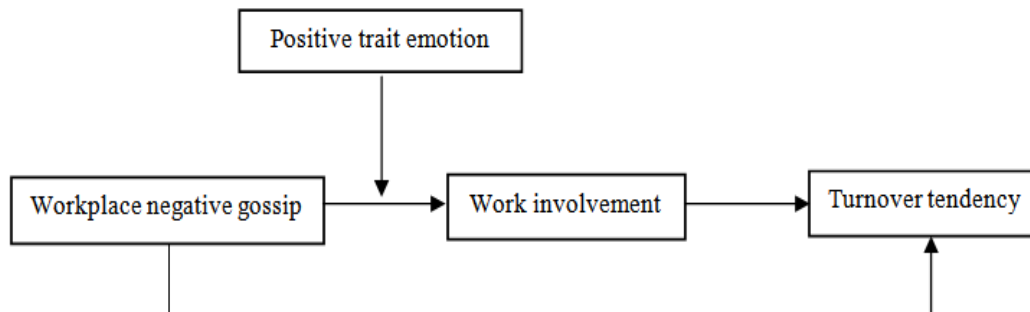 Positive trait emotion
Workplace negative gossip
Work involvement
Turnover tendency